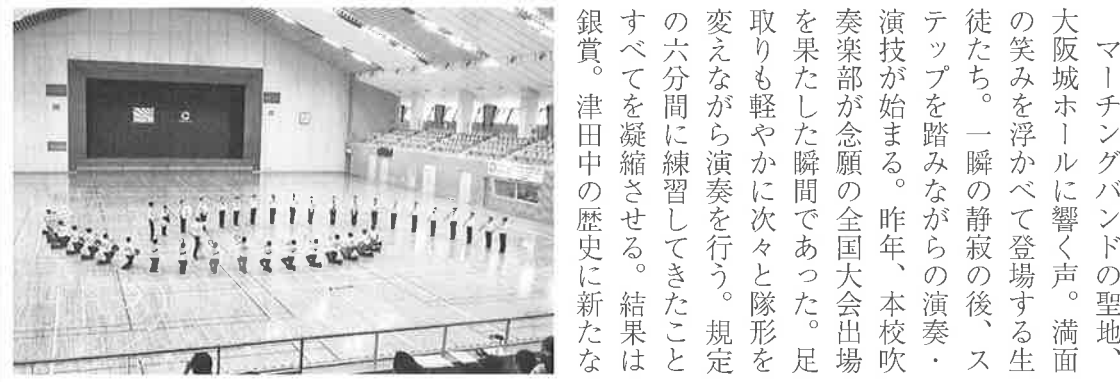 マーチングバンドの聖地、
大阪城ホールに響く声。満面
の笑みを浮かべて登場する生
徒たち。一瞬の静寂の後、ス
テップを踏みながらの演奏・
演技が始まる。昨年、本校吹
奏楽部が念願の全国大会出場
を果たした瞬間であった。足
取りも軽やかに次々と隊形を
変えながら演奏を行う。規定
の六分間に練習してきたこと
すべてを凝縮させる。結果は
銀賞。津田中の歴史に新たな